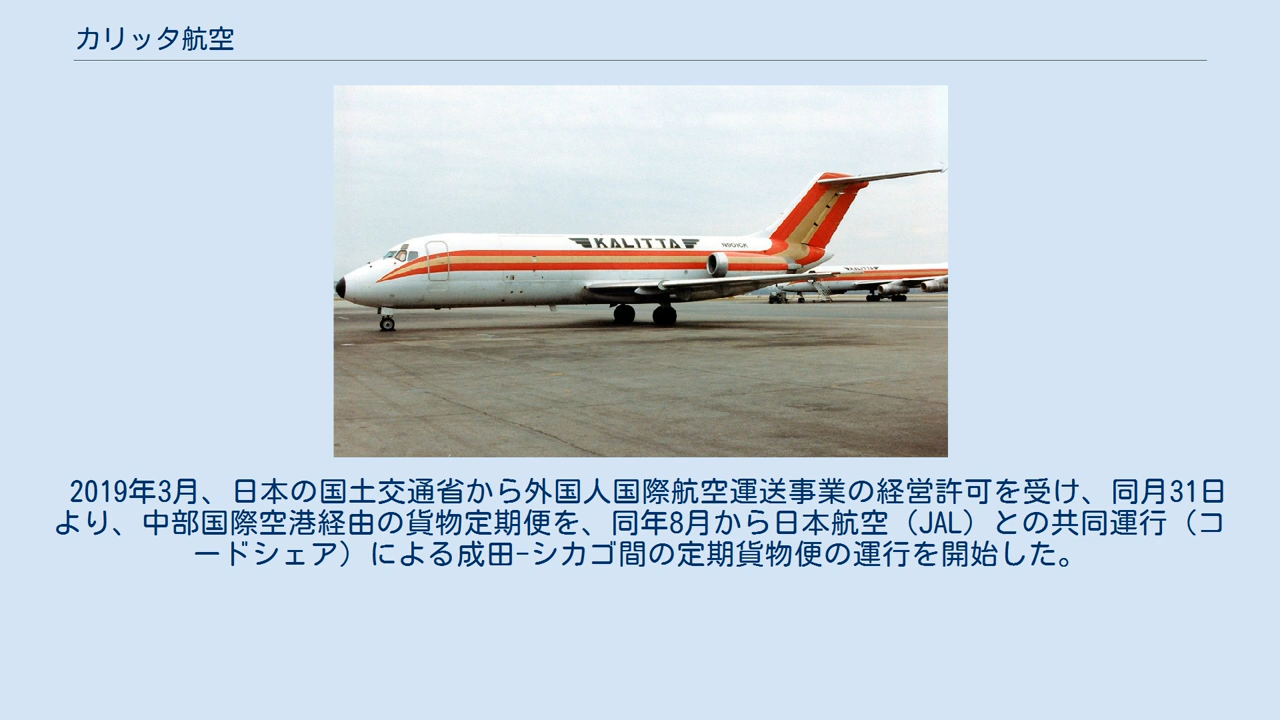 カリッタ航空
KALITTA
N901CK
KALITTA
2019年3月、日本の国土交通省から外国人国際航空運送事業の経営許可を受け、同月31日
より、中部国際空港経由の貨物定期便を、同年8月から日本航空（JAL）との共同運行（コ
ードシェア）による成田-シカゴ間の定期貨物便の運行を開始した。